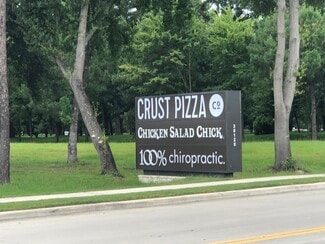 CRUST PIZZA CO
CHICKEN SALAD CHICK
100% chiropractic.